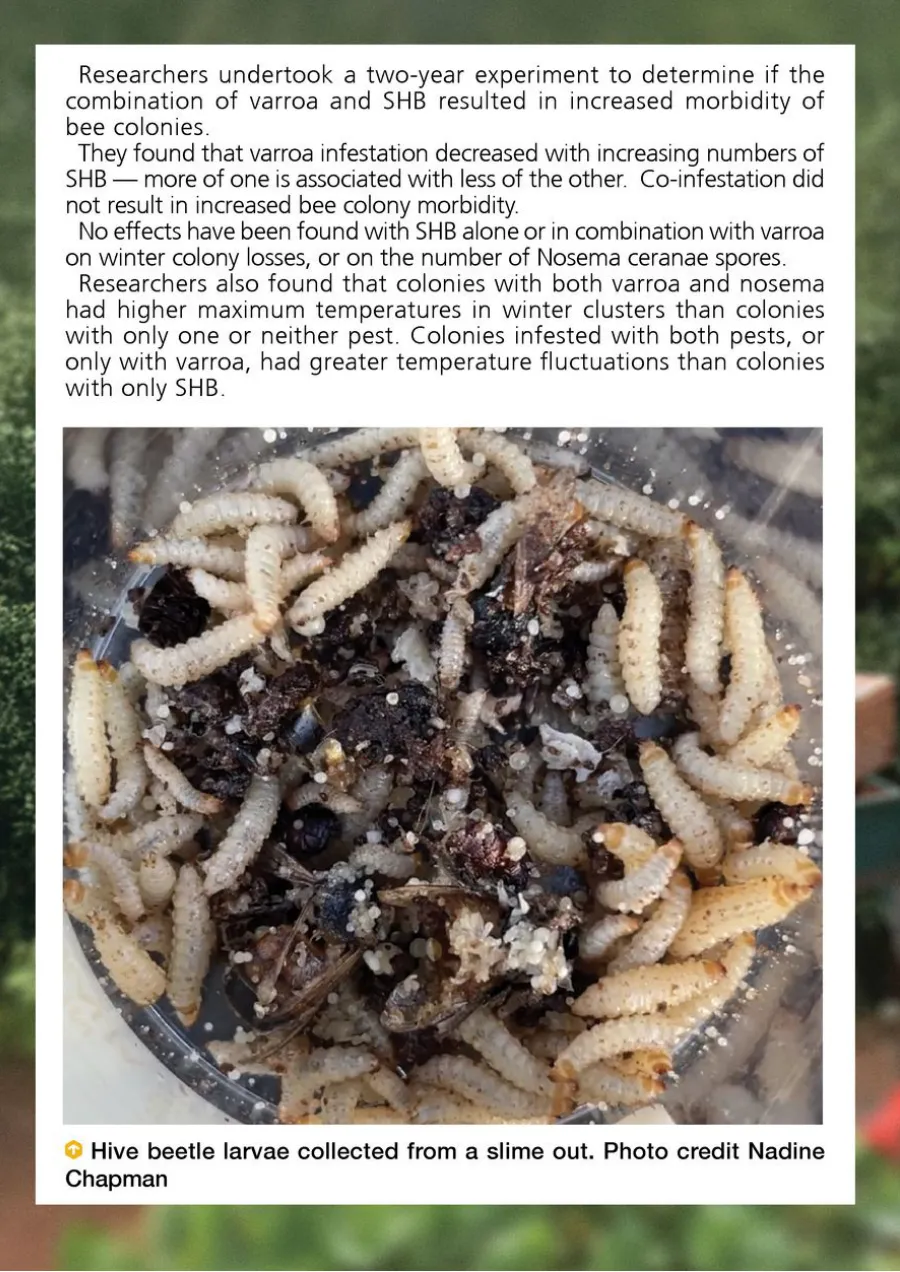 Researchers undertook a two-year experiment to determine if the
combination of varroa and SHB resulted in increased morbidity of
bee colonies.
They found that varroa infestation decreased with increasing numbers of
SHB — more of one is associated with less of the other. Co-infestation did
not result in increased bee colony morbidity.
No effects have been found with SHB alone or in combination with varroa
on winter colony losses, or on the number of Nosema ceranae spores.
Researchers also found that colonies with both varroa and nosema
had higher maximum temperatures in winter clusters than colonies
with only one or neither pest. Colonies infested with both pests, or
only with varroa, had greater temperature fluctuations than colonies
with only SHB.
Hive beetle larvae collected from a slime out. Photo credit Nadine
Chapman